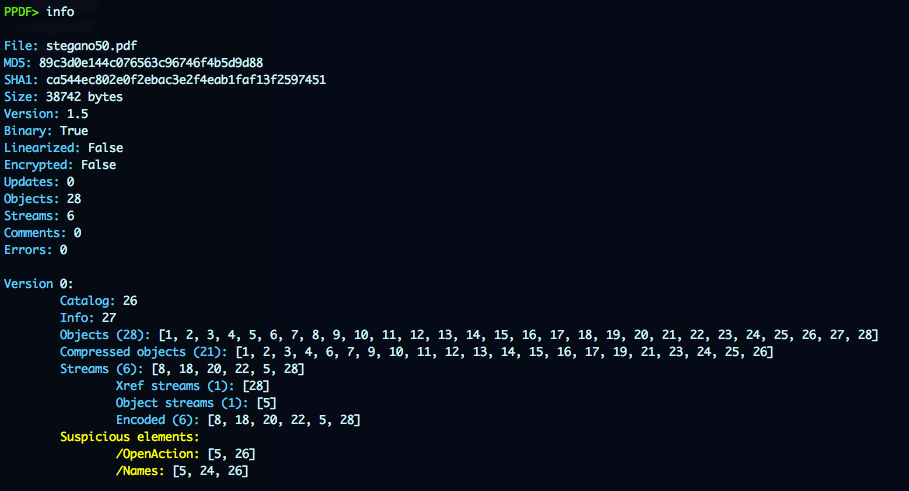 PPDF> info
File: stegano50.pdf
MD5: 89c3d0e144c076563c96746f4b5d9d88
SHA1: ca544ec802e0f2ebac3e2f4eab1faf13f2597451
Size: 38742 bytes
Version: 1.5
Binary: True
Linearized: False
Encrypted: False
Updates: 0
Objects: 28
Streams: 6
Comments: 0
Errors: 0
Version 0:
Catalog: 26
Info: 27
Objects (28): [1, 2, 3, 4, 5, 6, 7, 8, 9, 10, 11, 12, 13, 14, 15, 16, 17, 18, 19, 20, 21, 22, 23, 24, 25, 26, 27, 28]
Compressed objects (21): [1, 2, 3, 4, 6, 7, 9, 10, 11, 12, 13, 14, 15, 16, 17, 19, 21, 23, 24, 25, 26]
Streams (6): [8, 18, 20, 22, 5, 28]
Xref streams (1): [28]
Object streams (1): [5]
Encoded (6): [8, 18, 20, 22, 5, 28]
Suspicious elements:
/OpenAction: [5, 26]
/Names: [5, 24, 26]